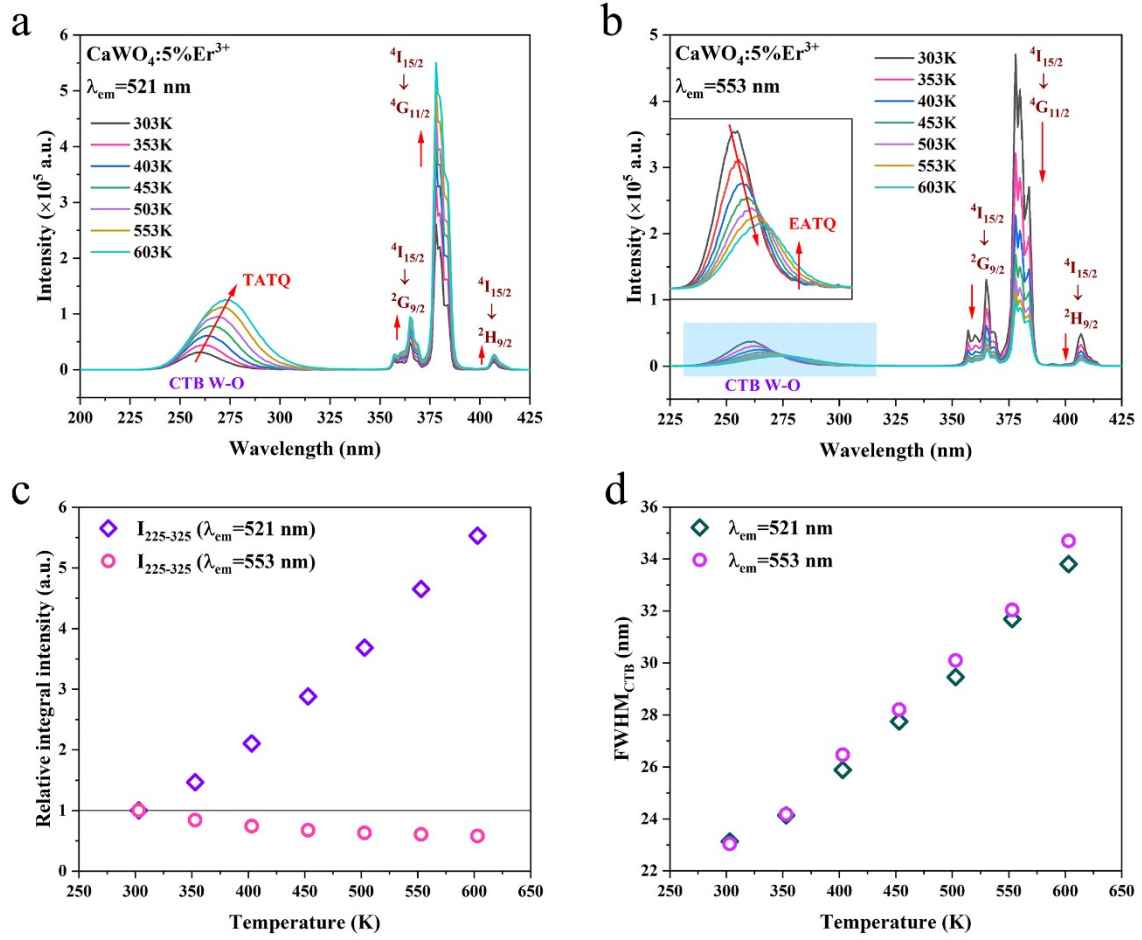 a
CaWO₄:5%Er³⁺
λem=521 nm
303K
353K
403K
453K
503K
553K
603K
⁴I₁₅/₂
↓
⁴G₁₁/₂
⁴I₁₅/₂
↓
²G₉/₂
⁴I₁₅/₂
↓
²H₉/₂
TATQ
CTB W-O
Intensity (×10⁵ a.u.)
6
5
4
3
2
1
0
200 225 250 275 300 325 350 375 400 425
Wavelength (nm)
b
CaWO₄:5%Er³⁺
λem=553 nm
303K
353K
403K
453K
503K
553K
603K
⁴I₁₅/₂
↓
⁴G₁₁/₂
⁴I₁₅/₂
↓
²G₉/₂
⁴I₁₅/₂
↓
²H₉/₂
EATQ
CTB W-O
Intensity (×10⁵ a.u.)
5
4
3
2
1
0
225 250 275 300 325 350 375 400 425
Wavelength (nm)
c
I₂₂₅₋₃₂₅ (λem=521 nm)
I₂₂₅₋₃₂₅ (λem=553 nm)
Relative integral intensity (a.u.)
6
5
4
3
2
1
0
250 300 350 400 450 500 550 600 650
Temperature (K)
d
λem=521 nm
λem=553 nm
FWHM_CTB (nm)
36
34
32
30
28
26
24
22
250 300 350 400 450 500 550 600 650
Temperature (K)